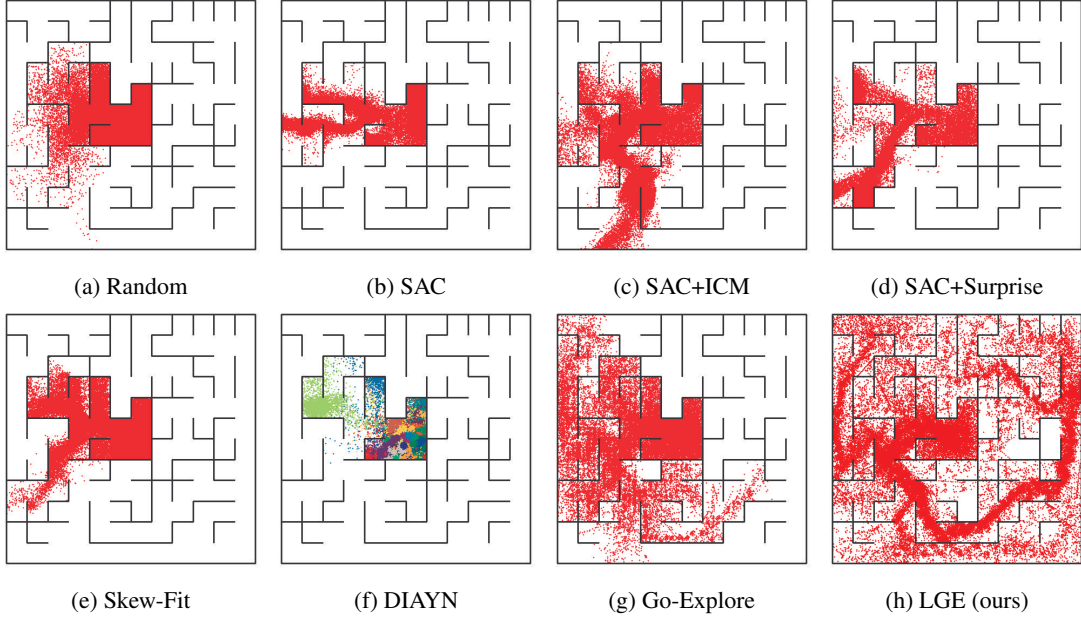 (a) Random
(b) SAC
(c) SAC+ICM
(d) SAC+Surprise
(e) Skew-Fit
(f) DIAYN
(g) Go-Explore
(h) LGE (ours)